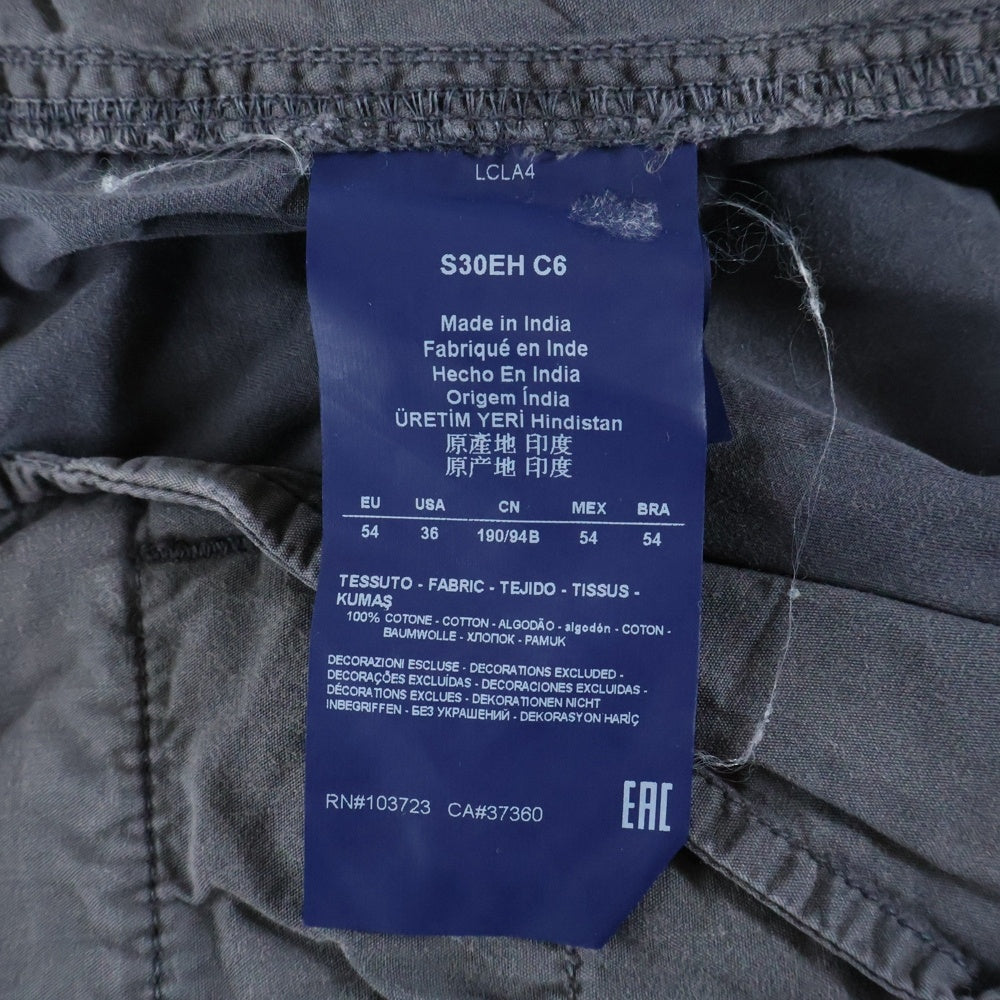 LCLA4
S30EH C6
Made in India
Fabriqué en Inde
Hecho En India
Origem Índia
ÜRETİM YERİ Hindistan
原產地 印度
原产地 印度
EU USA CN MEX BRA
54 36 190/94B 54 54
TESSUTO - FABRIC - TEJIDO - TISSUS -
KUMAŞ
100% COTONE - COTTON - ALGODÃO - algodón - COTON -
BAUMWOLLE - ХЛОПОК - PAMUK
DECORAZIONI ESCLUSE - DECORATIONS EXCLUDED -
DECORAÇÕES EXCLUÍDAS - DECORACIONES EXCLUIDAS -
DÉCORATIONS EXCLUES - DEKORATIONEN NICHT
INBEGRIFFEN - БЕЗ УКРАШЕНИЙ - DEKORASYON HARİÇ
RN#103723 CA#37360
EAC